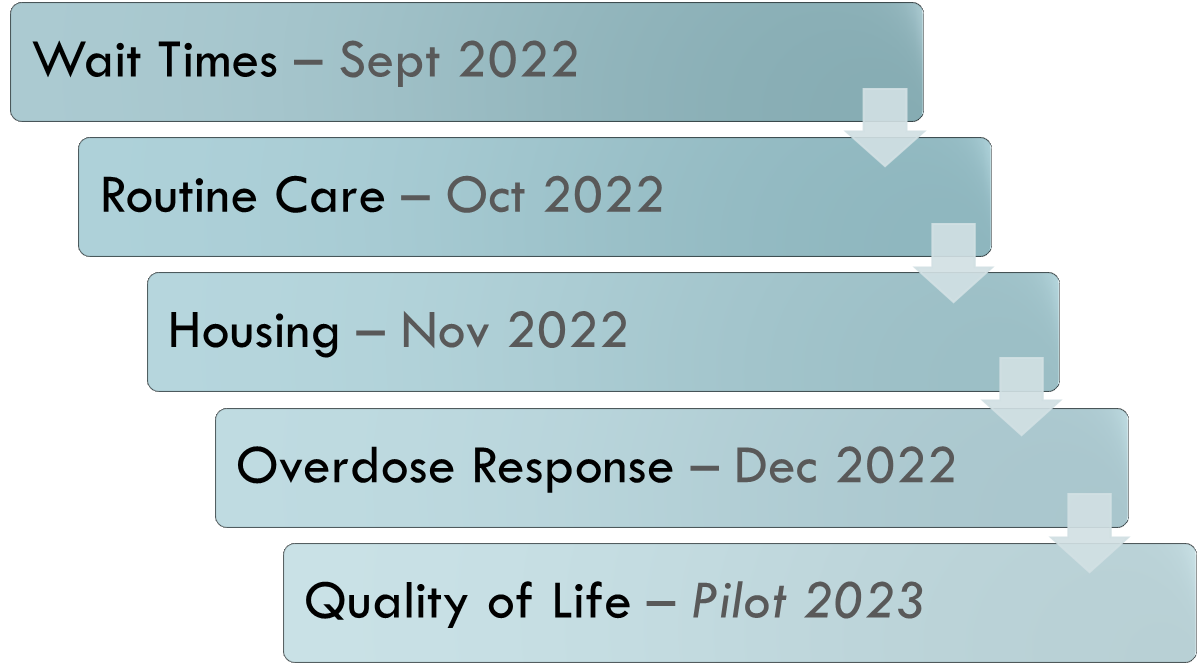 Wait Times – Sept 2022
Routine Care – Oct 2022
Housing – Nov 2022
Overdose Response – Dec 2022
Quality of Life – Pilot 2023